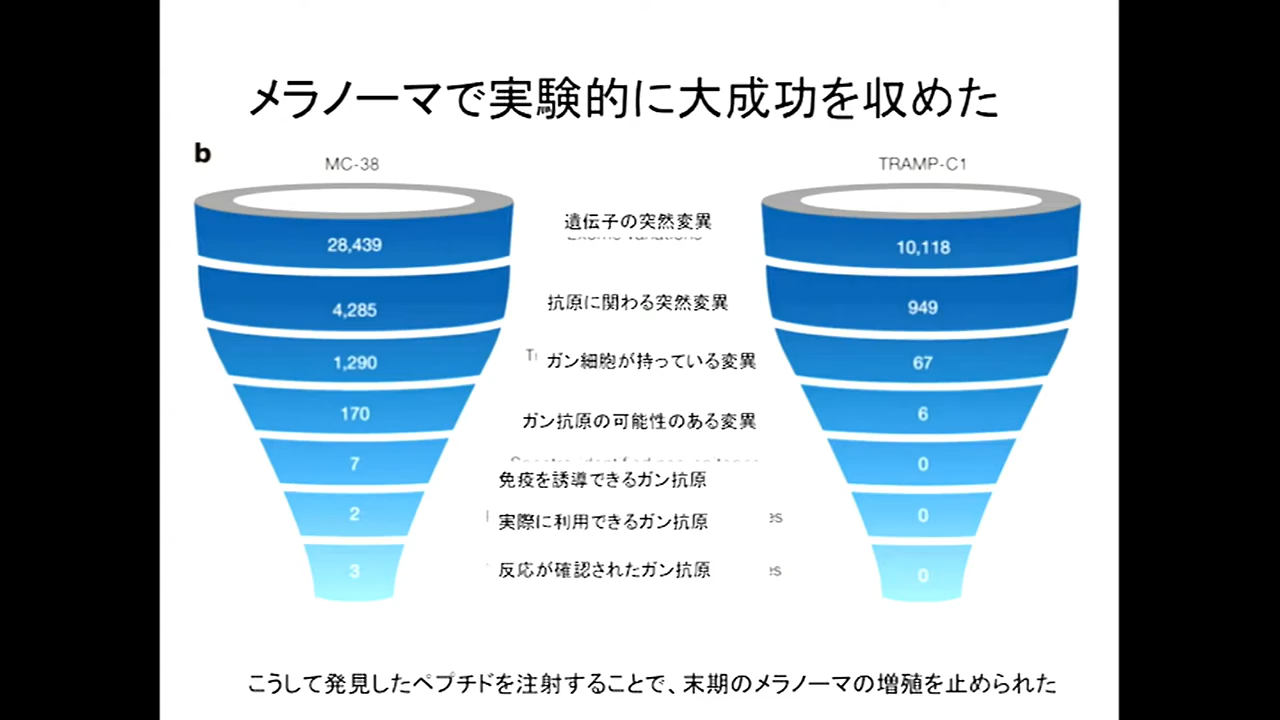 メラノーマで実験的に大成功を収めた
b
MC-38
TRAMP-C1
28,439
遺伝子の突然変異
10,118
4,285
抗原に関わる突然変異
949
1,290
ガン細胞が持っている変異
67
170
ガン抗原の可能性のある変異
6
7
免疫を誘導できるガン抗原
0
2
実際に利用できるガン抗原
0
3
反応が確認されたガン抗原
0
こうして発見したペプチドを注射することで、末期のメラノーマの増殖を止められた